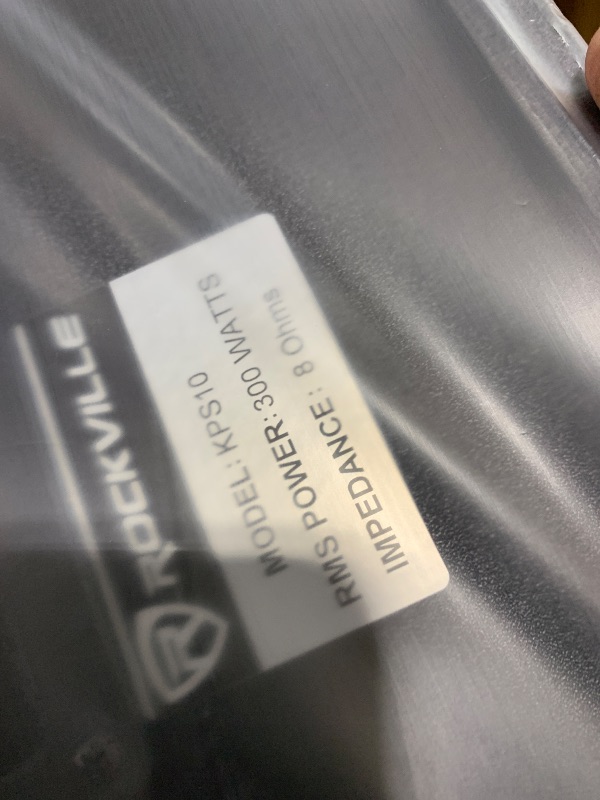 ROCKVILLE
MODEL: KPS10
RMS POWER: 300 WATTS
IMPEDANCE: 8 Ohms